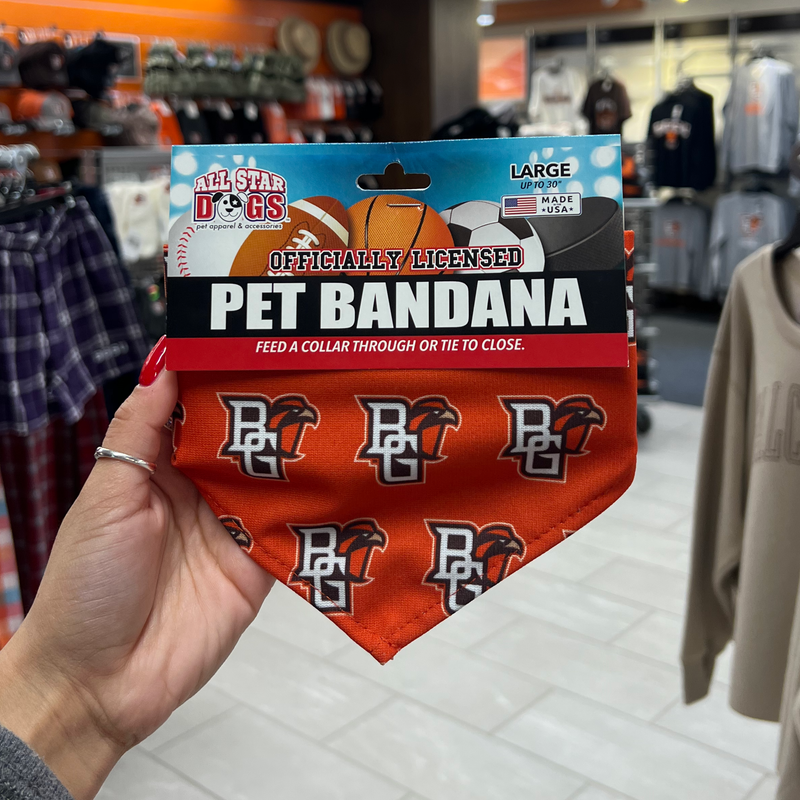 ALL STAR
DOGS
pet apparel & accessories
LARGE
UP TO 30"
MADE
USA
OFFICIALLY LICENSED
PET BANDANA
FEED A COLLAR THROUGH OR TIE TO CLOSE.
BG BG BG
BG BG